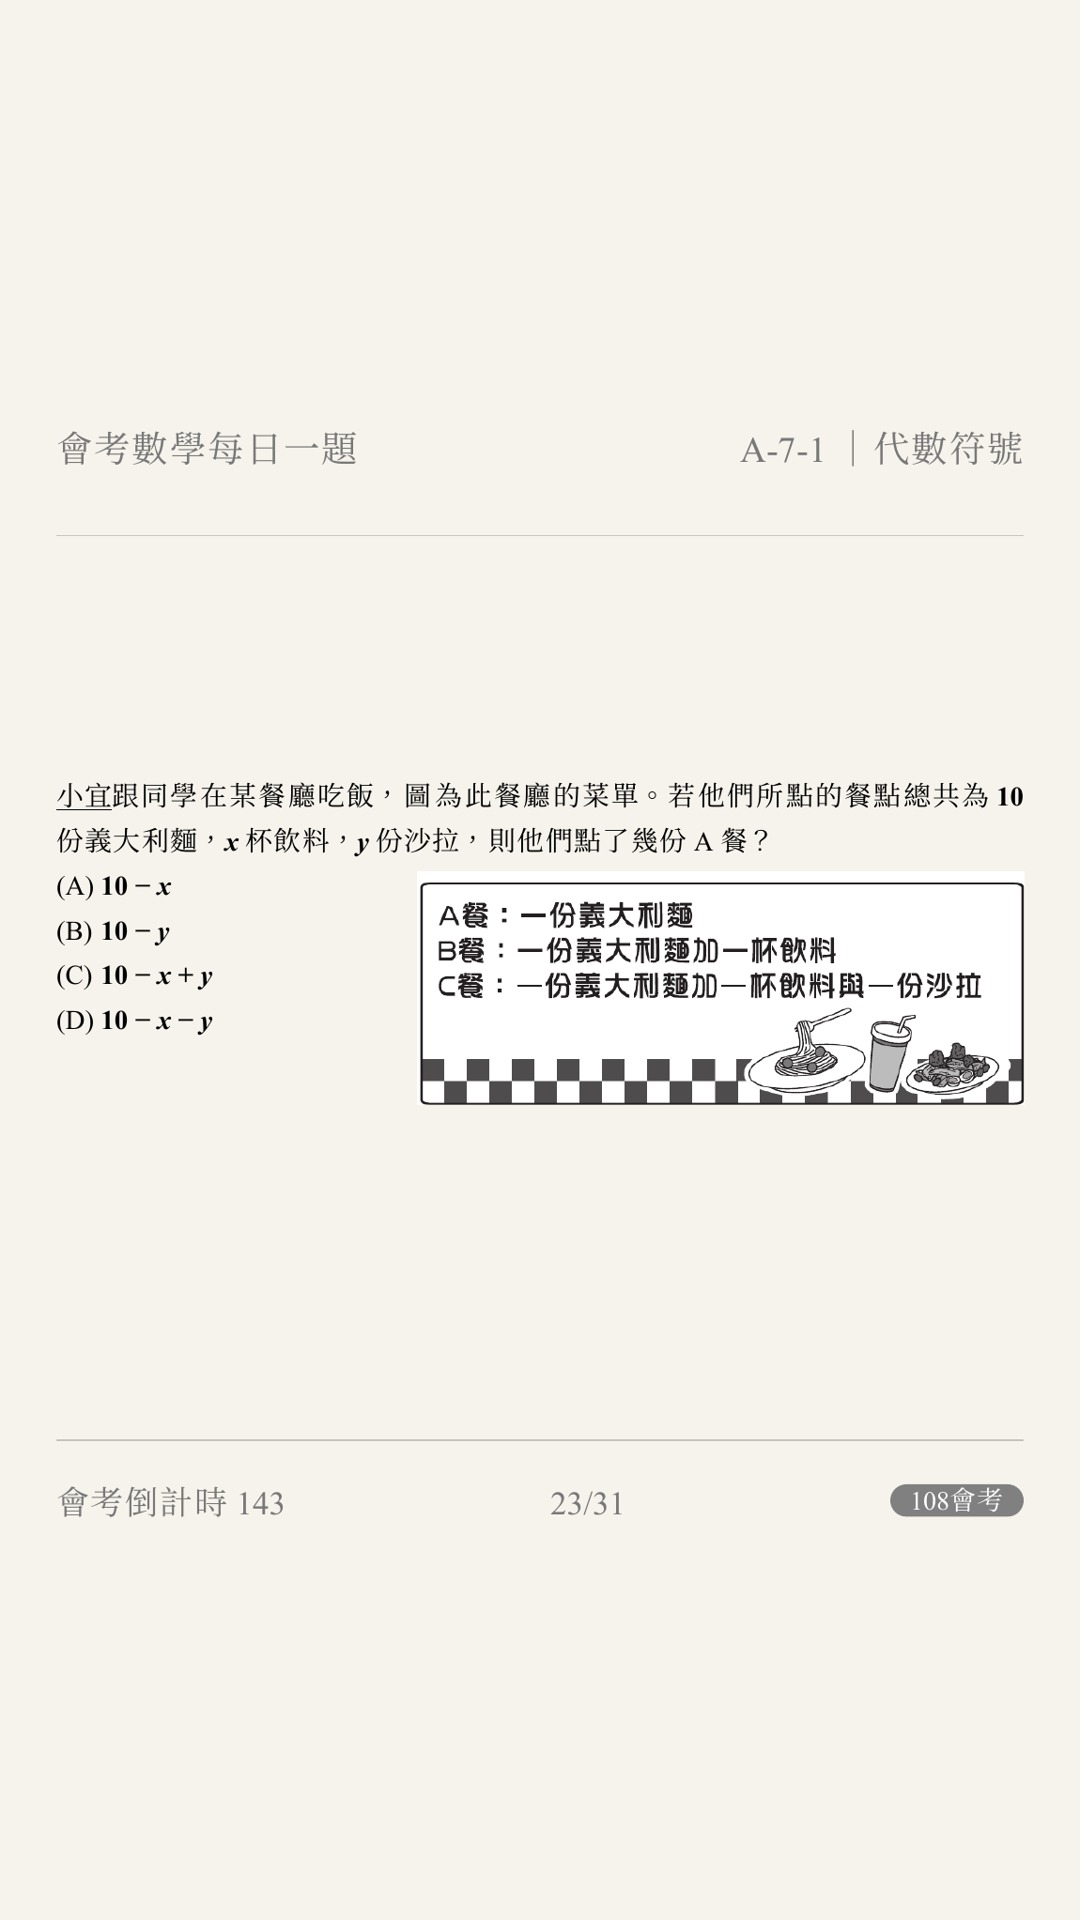 會考數學每日一題
A-7-1｜代數符號
小宜跟同學在某餐廳吃飯，圖為此餐廳的菜單。若他們所點的餐點總共為 10
份義大利麵，x 杯飲料，y 份沙拉，則他們點了幾份 A 餐？
(A) 10 − x
(B) 10 − y
(C) 10 − x + y
(D) 10 − x − y
A餐：一份義大利麵
B餐：一份義大利麵加一杯飲料
C餐：一份義大利麵加一杯飲料與一份沙拉
會考倒計時 143
23/31
108會考